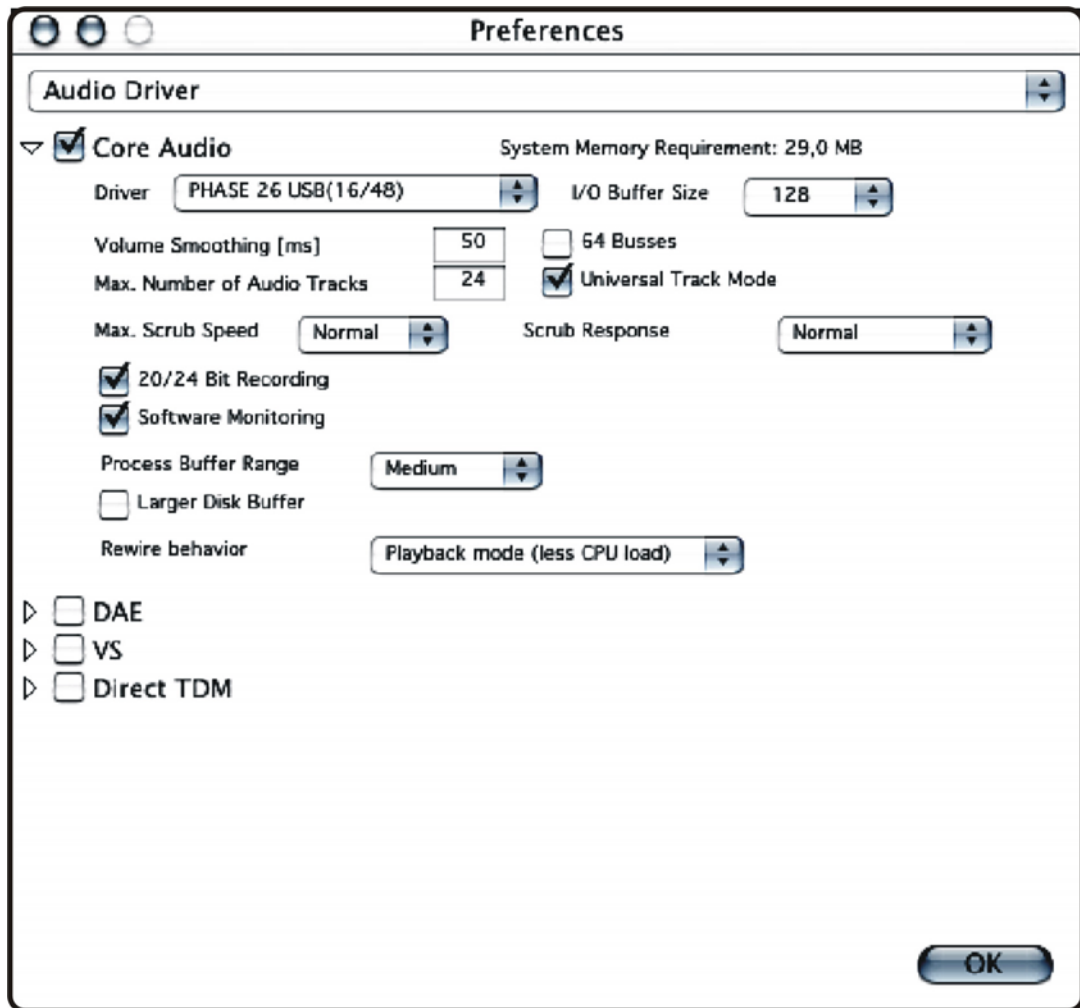 Preferences
Audio Driver
Core Audio System Memory Requirement: 29,0 MB
Driver PHASE 26 USB(16/48) I/O Buffer Size 128
Volume Smoothing [ms] 50 64 Busses
Max. Number of Audio Tracks 24 Universal Track Mode
Max. Scrub Speed Normal Scrub Response Normal
20/24 Bit Recording
Software Monitoring
Process Buffer Range Medium
Larger Disk Buffer
Rewire behavior Playback mode (less CPU load)
DAE
VS
Direct TDM
OK